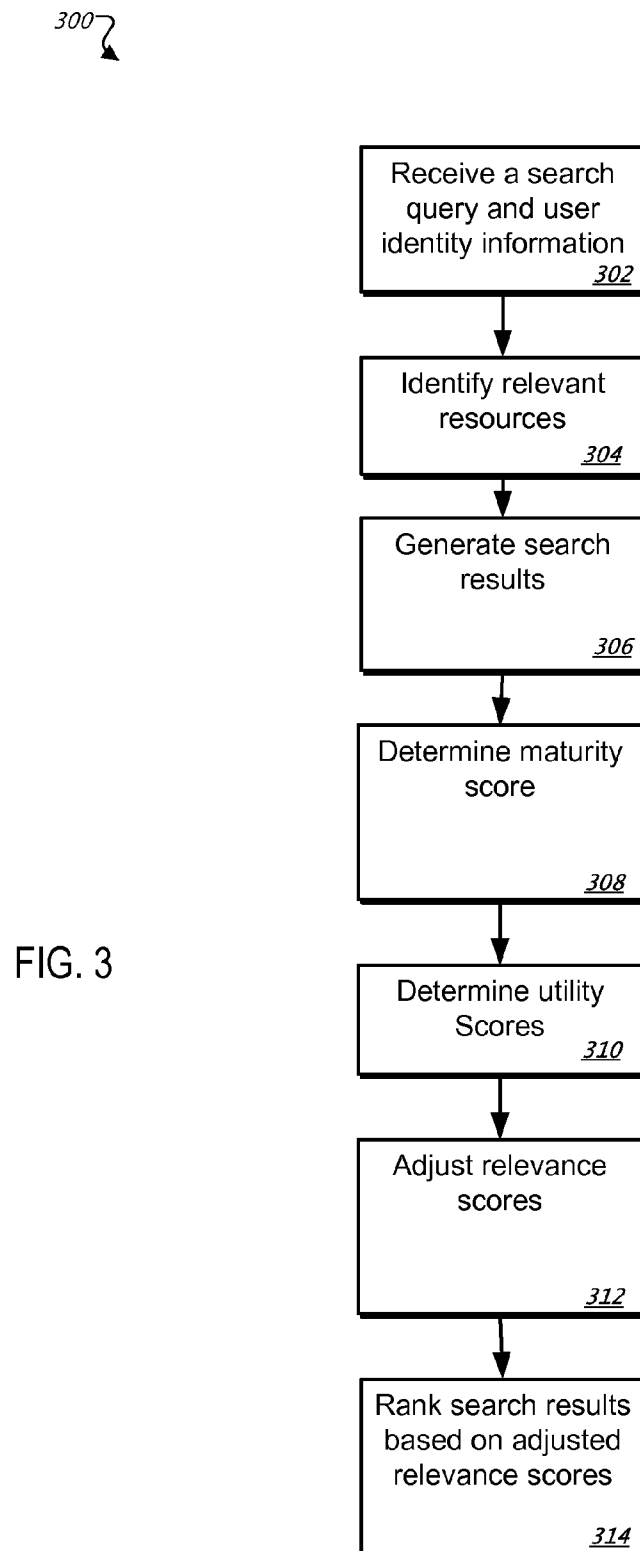 300
Receive a search
query and user
identity information
302
Identify relevant
resources
304
Generate search
results
306
Determine maturity
score
308
FIG. 3
Determine utility
Scores
310
Adjust relevance
scores
312
Rank search results
based on adjusted
relevance scores
314